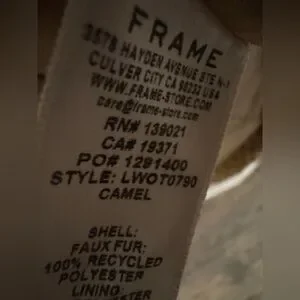 FRAME
3578 HAYDEN AVENUE STE
CULVER CITY CA 90232 USA
WWW.FRAME-STORE.COM
care@frame-store.com
RN# 139021
CA# 19371
PO# 1291400
STYLE: LWOT0790
CAMEL
SHELL:
FAUX FUR:
100% RECYCLED
POLYESTER
LINING: